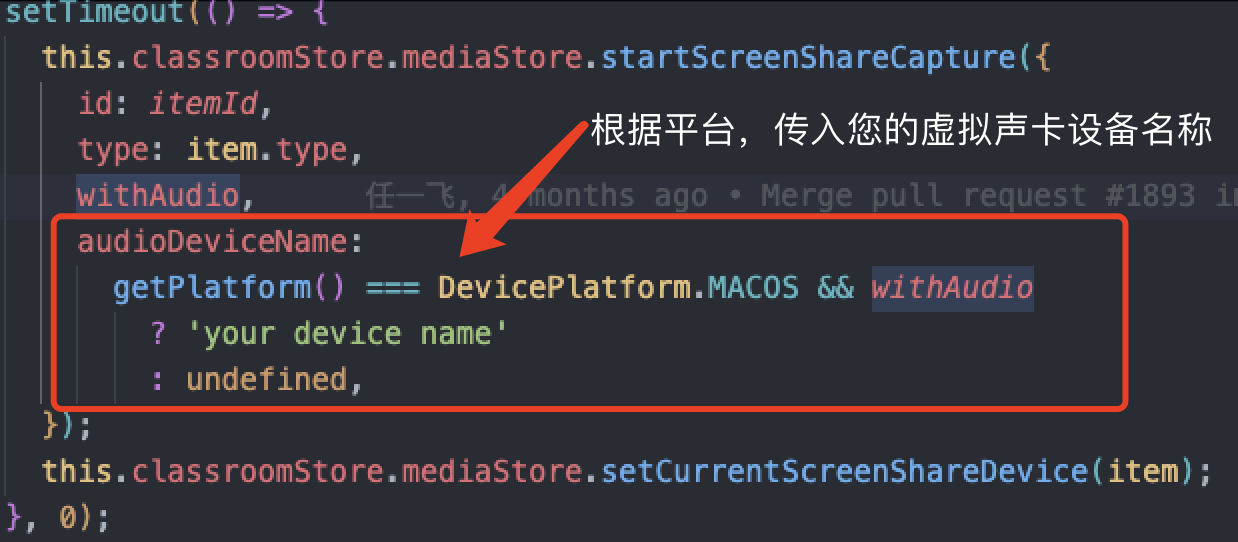 setTimeout(() => {
this.classroomStore.mediaStore.startScreenShareCapture({
id: itemId,
根据平台，传入您的虚拟声卡设备名称
type: item.type,
withAudio, 任一飞, 4 months ago • Merge pull request #1893 in
audioDeviceName:
getPlatform() === DevicePlatform.MACOS && withAudio
? 'your device name'
: undefined,
});
this.classroomStore.mediaStore.setCurrentScreenShareDevice(item);
}, 0);